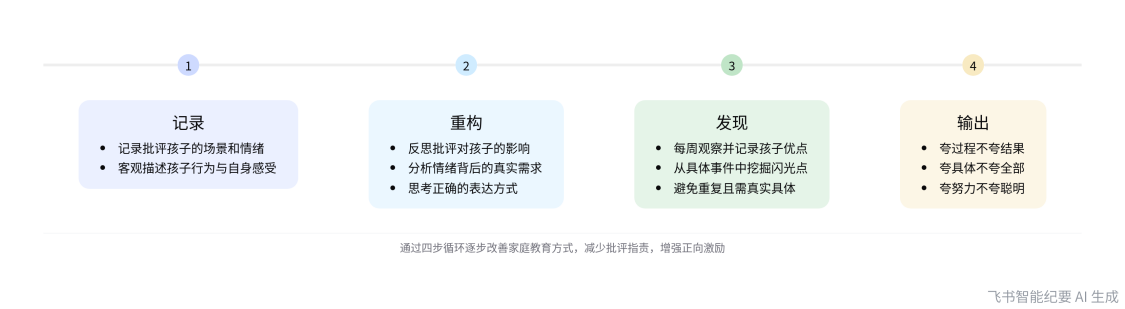 1
2
3
4
记录
• 记录批评孩子的场景和情绪
• 客观描述孩子行为与自身感受
重构
• 反思批评对孩子的影响
• 分析情绪背后的真实需求
• 思考正确的表达方式
发现
• 每周观察并记录孩子优点
• 从具体事件中挖掘闪光点
• 避免重复且需真实具体
输出
• 夸过程不夸结果
• 夸具体不夸全部
• 夸努力不夸聪明
通过四步循环逐步改善家庭教育方式，减少批评指责，增强正向激励
飞书智能纪要 AI 生成